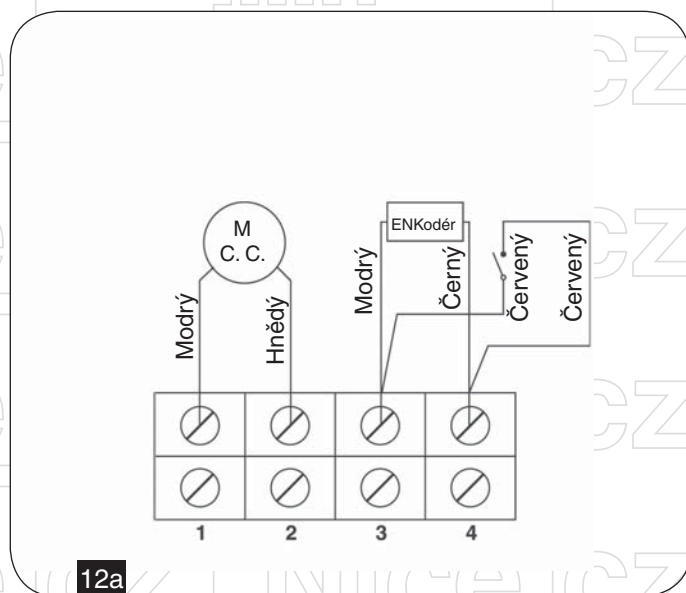 M
C. C.
ENKodér
Modrý
Hnědý
Modrý
Černý
Červený
Červený
1 2 3 4
12a